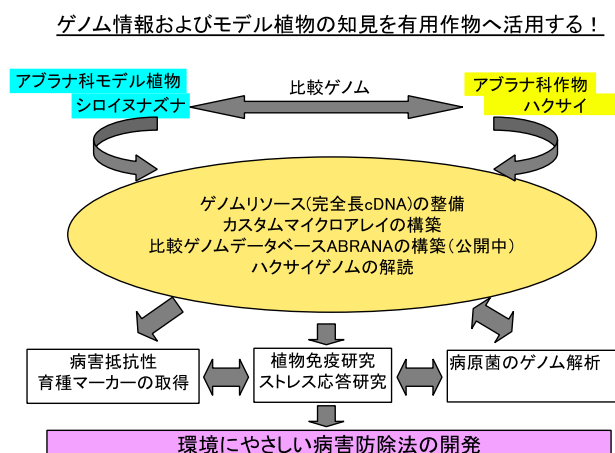 ゲノム情報およびモデル植物の知見を有用作物へ活用する！
アブラナ科モデル植物
シロイヌナズナ
比較ゲノム
アブラナ科作物
ハクサイ
ゲノムリソース(完全長cDNA)の整備
カスタムマイクロアレイの構築
比較ゲノムデータベースABRANAの構築（公開中）
ハクサイゲノムの解読
病害抵抗性
育種マーカーの取得
植物免疫研究
ストレス応答研究
病原菌のゲノム解析
環境にやさしい病害防除法の開発